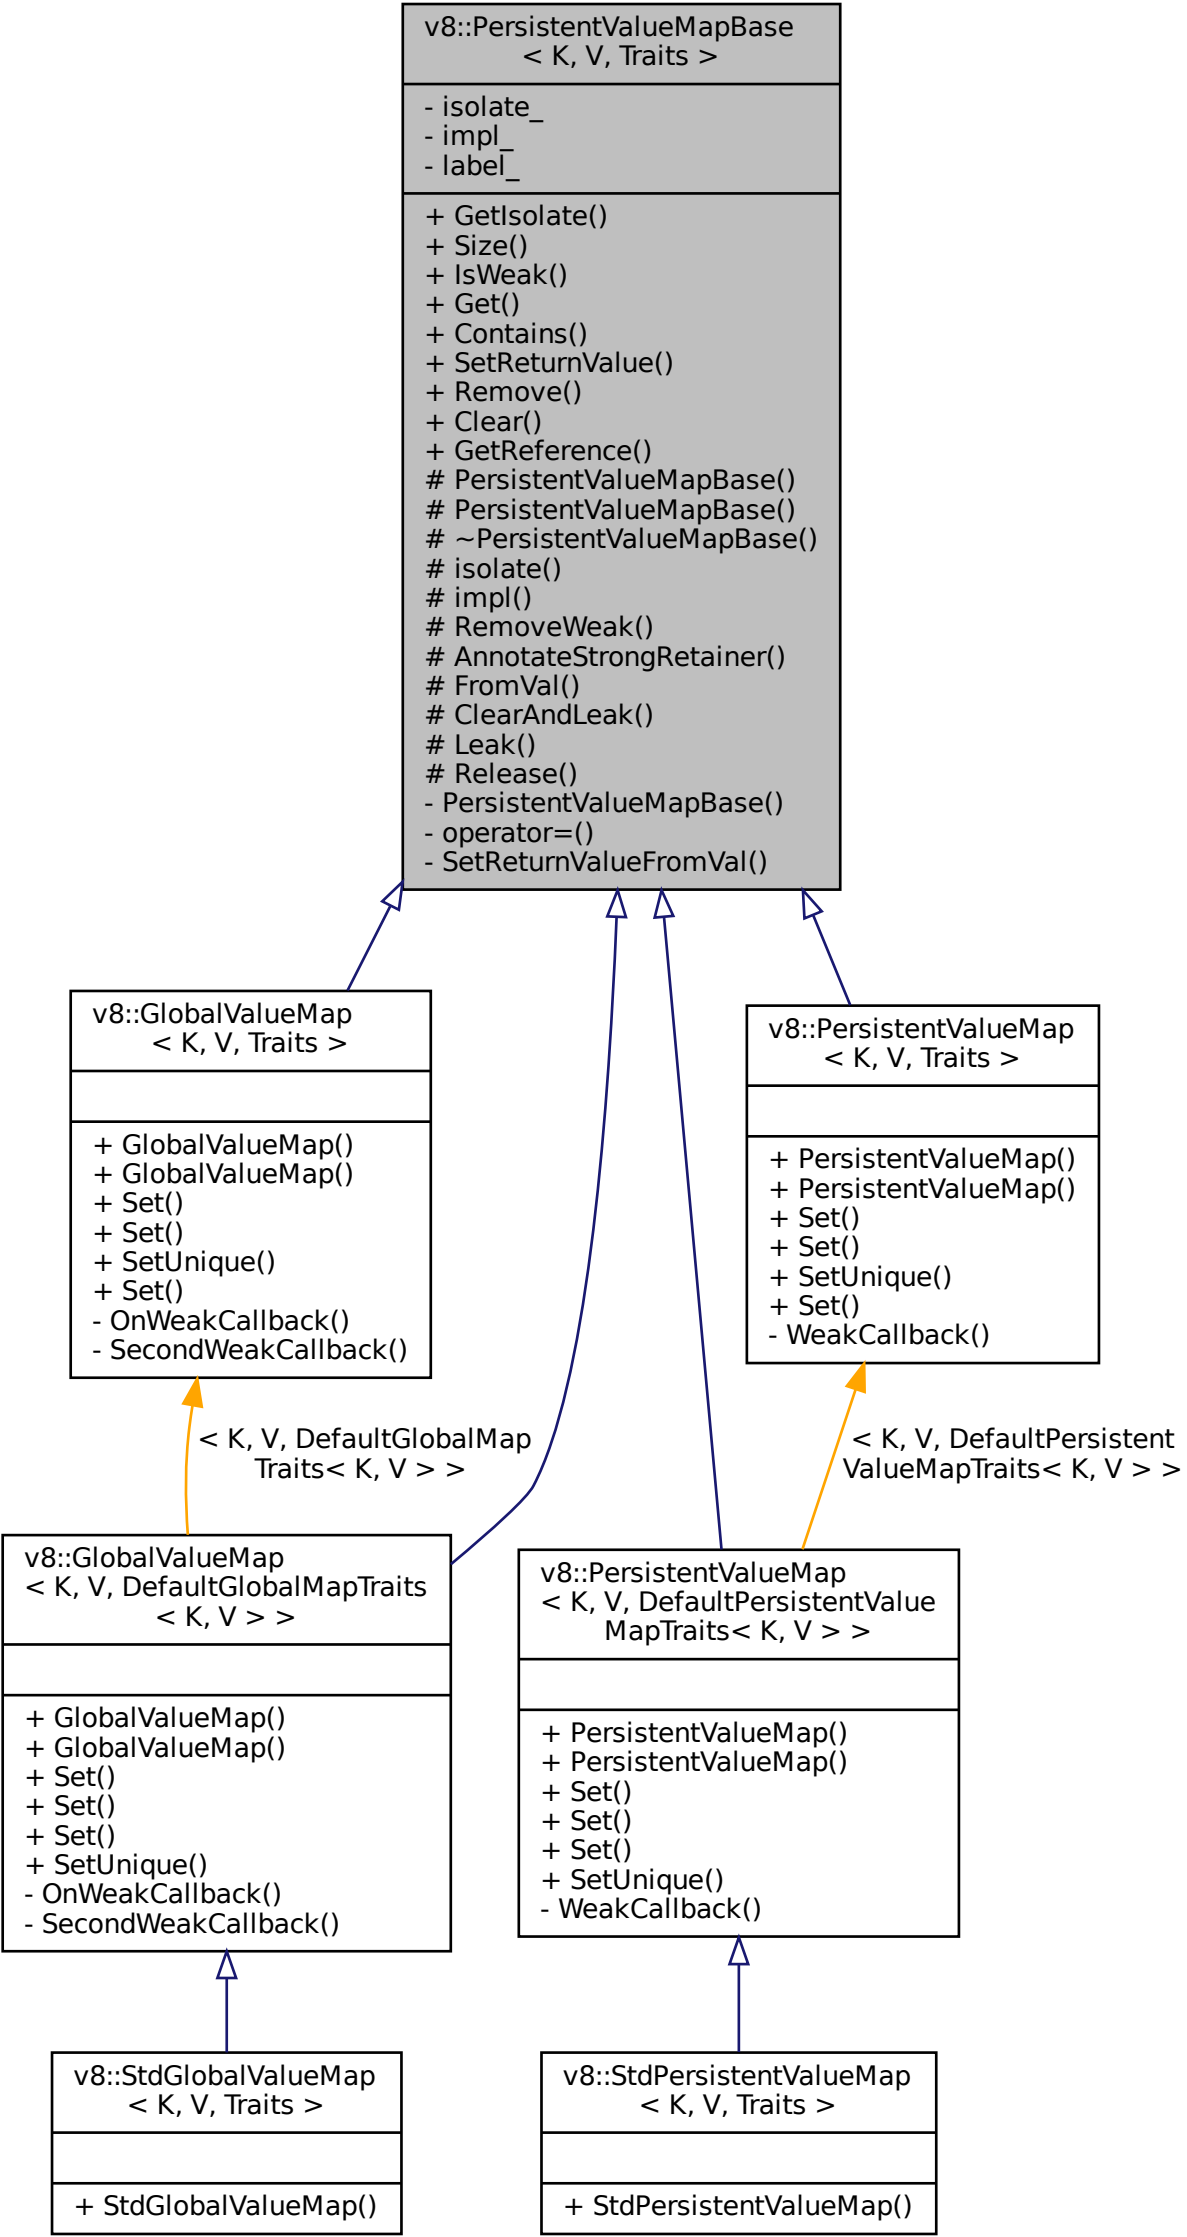 v8::PersistentValueMapBase
< K, V, Traits >
- isolate_
- impl_
- label_
+ GetIsolate()
+ Size()
+ IsWeak()
+ Get()
+ Contains()
+ SetReturnValue()
+ Remove()
+ Clear()
+ GetReference()
# PersistentValueMapBase()
# PersistentValueMapBase()
# ~PersistentValueMapBase()
# isolate()
# impl()
# RemoveWeak()
# AnnotateStrongRetainer()
# FromVal()
# ClearAndLeak()
# Leak()
# Release()
- PersistentValueMapBase()
- operator=()
- SetReturnValueFromVal()
v8::GlobalValueMap
< K, V, Traits >
+ GlobalValueMap()
+ GlobalValueMap()
+ Set()
+ Set()
+ SetUnique()
+ Set()
- OnWeakCallback()
- SecondWeakCallback()
v8::PersistentValueMap
< K, V, Traits >
+ PersistentValueMap()
+ PersistentValueMap()
+ Set()
+ Set()
+ SetUnique()
+ Set()
- WeakCallback()
< K, V, DefaultGlobalMap
Traits< K, V > >
< K, V, DefaultPersistent
ValueMapTraits< K, V > >
v8::GlobalValueMap
< K, V, DefaultGlobalMapTraits
< K, V > >
+ GlobalValueMap()
+ GlobalValueMap()
+ Set()
+ Set()
+ Set()
+ SetUnique()
- OnWeakCallback()
- SecondWeakCallback()
v8::PersistentValueMap
< K, V, DefaultPersistentValue
MapTraits< K, V > >
+ PersistentValueMap()
+ PersistentValueMap()
+ Set()
+ Set()
+ Set()
+ SetUnique()
- WeakCallback()
v8::StdGlobalValueMap
< K, V, Traits >
+ StdGlobalValueMap()
v8::StdPersistentValueMap
< K, V, Traits >
+ StdPersistentValueMap()